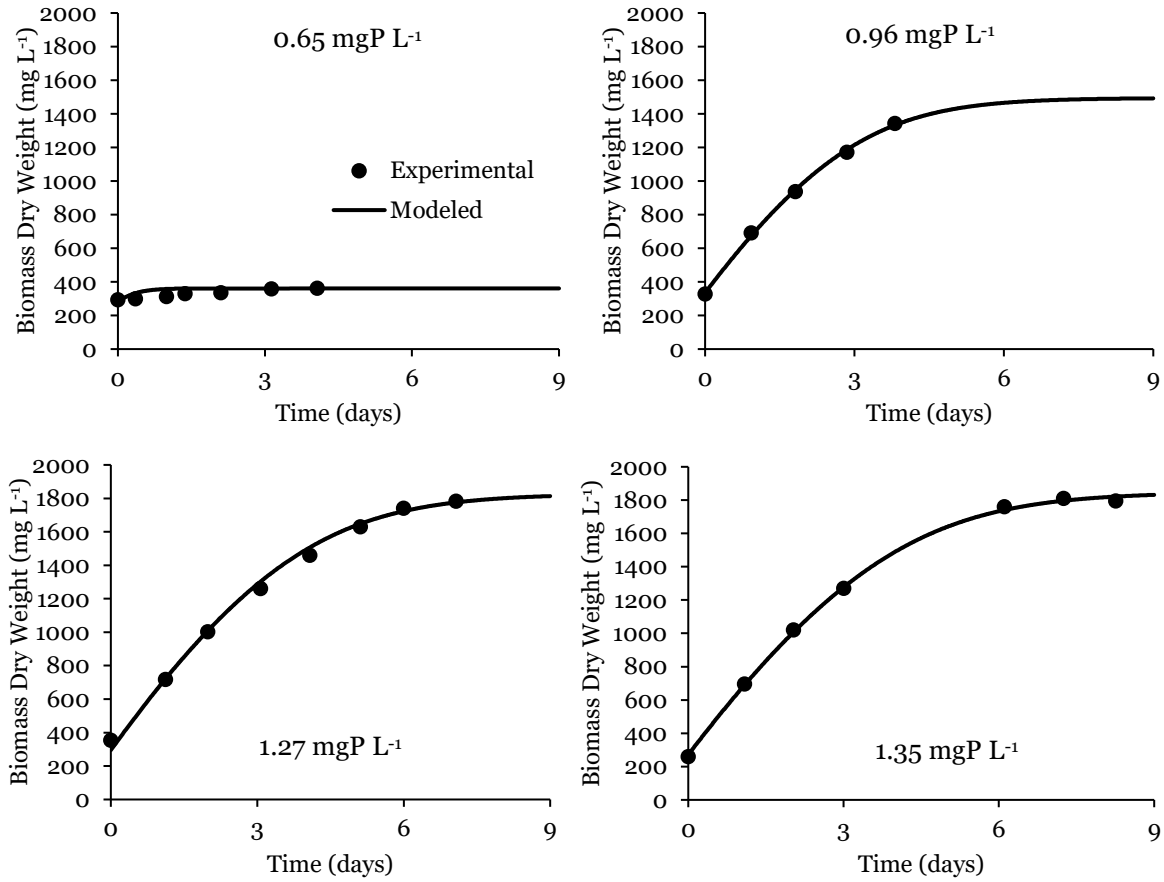 0.65 mgP L-1
Biomass Dry Weight (mg L-1)
2000
1800
1600
1400
1200
1000
800
600
400
200
0
Experimental
Modeled
0 3 6 9
Time (days)
0.96 mgP L-1
Biomass Dry Weight (mg L-1)
2000
1800
1600
1400
1200
1000
800
600
400
200
0
0 3 6 9
Time (days)
Biomass Dry Weight (mg L-1)
2000
1800
1600
1400
1200
1000
800
600
400
200
0
1.27 mgP L-1
0 3 6 9
Time (days)
Biomass Dry Weight (mg L-1)
2000
1800
1600
1400
1200
1000
800
600
400
200
0
1.35 mgP L-1
0 3 6 9
Time (days)